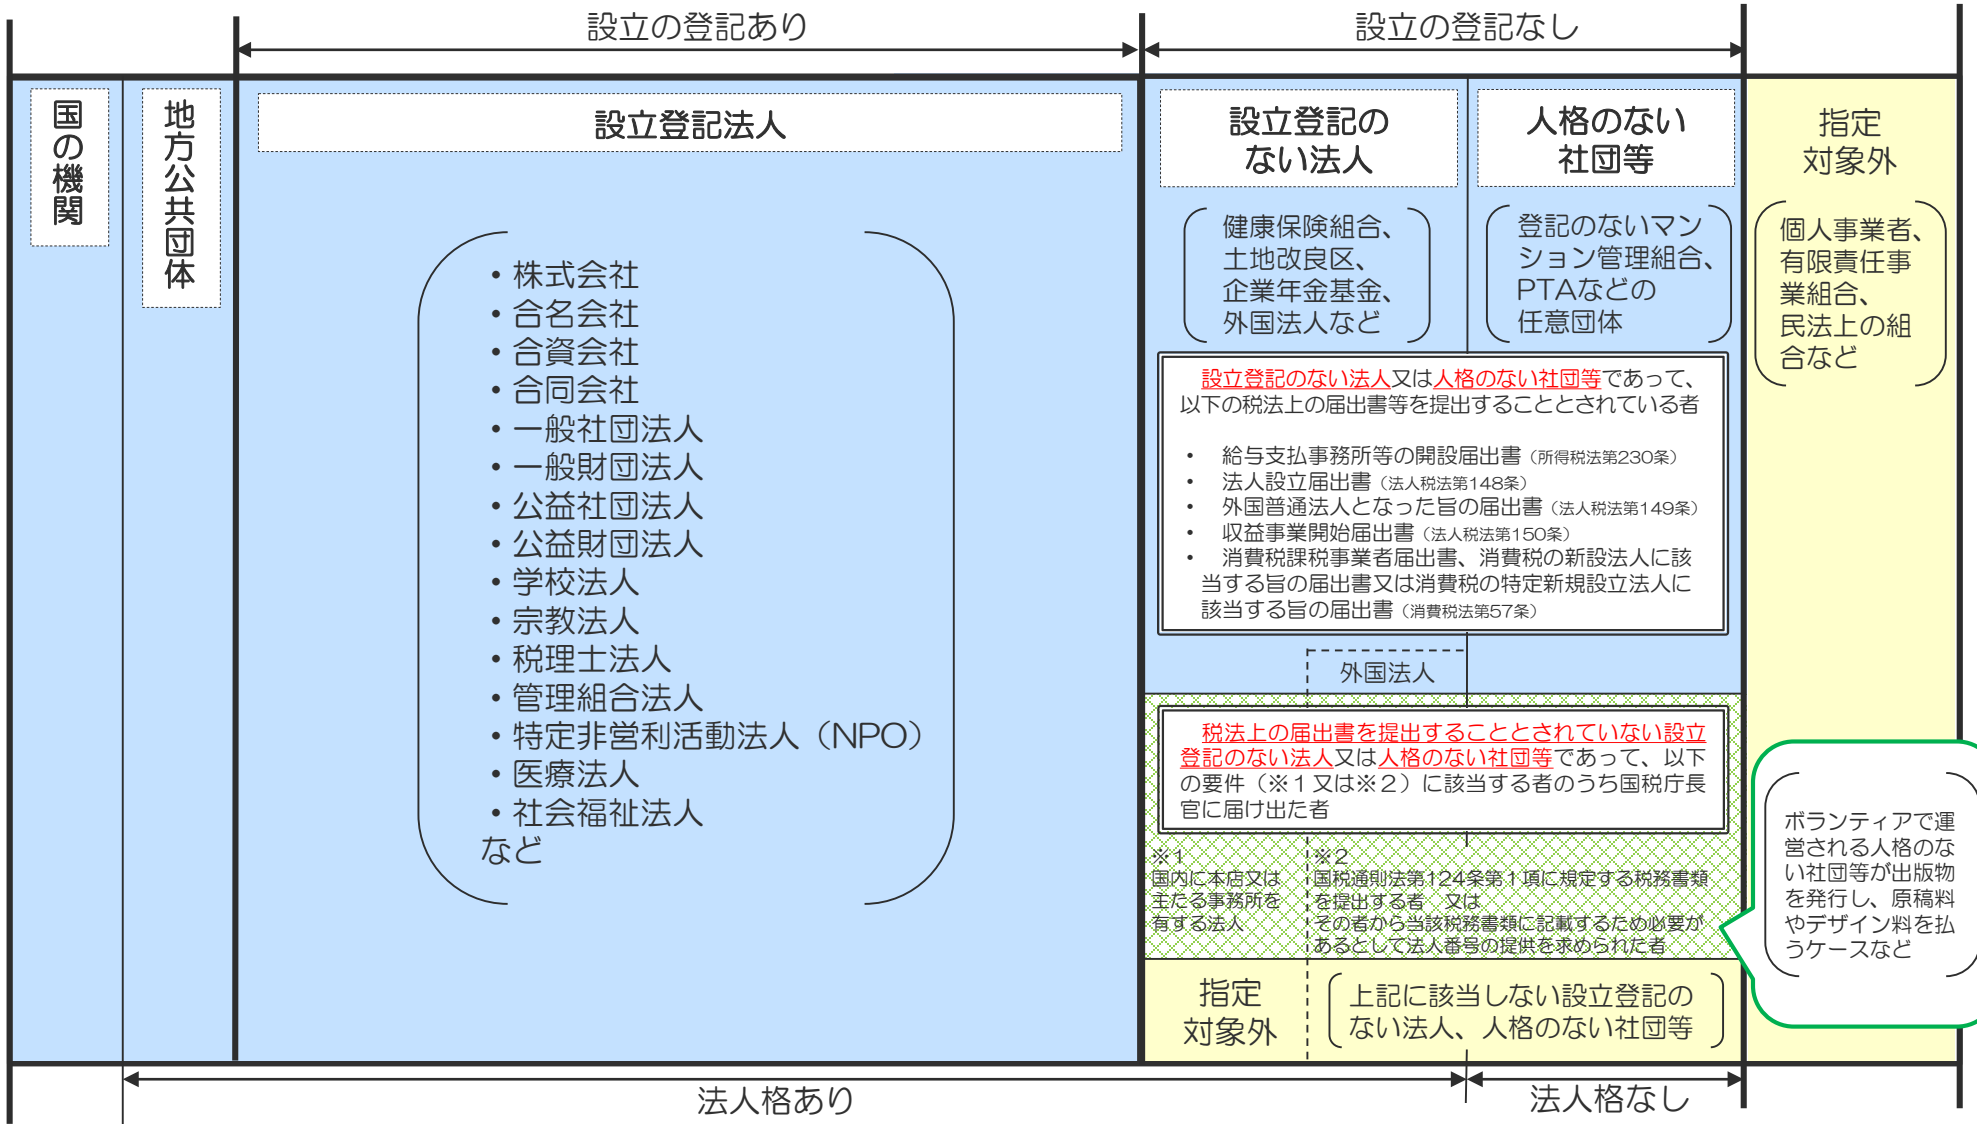 設立の登記あり
設立の登記なし
国の機関
地方公共団体
設立登記法人
・株式会社
・合名会社
・合資会社
・合同会社
・一般社団法人
・一般財団法人
・公益社団法人
・公益財団法人
・学校法人
・宗教法人
・税理士法人
・管理組合法人
・特定非営利活動法人（NPO）
・医療法人
・社会福祉法人
など
設立登記の
ない法人
健康保険組合、
土地改良区、
企業年金基金、
外国法人など
人格のない
社団等
登記のないマン
ション管理組合、
PTAなどの
任意団体
設立登記のない法人又は人格のない社団等であって、
以下の税法上の届出書等を提出することとされている者
・ 給与支払事務所等の開設届出書（所得税法第230条）
・ 法人設立届出書（法人税法第148条）
・ 外国普通法人となった旨の届出書（法人税法第149条）
・ 収益事業開始届出書（法人税法第150条）
・ 消費税課税事業者届出書、消費税の新設法人に該
当する旨の届出書又は消費税の特定新規設立法人に
該当する旨の届出書（消費税法第57条）
外国法人
税法上の届出書を提出することとされていない設立
登記のない法人又は人格のない社団等であって、以下
の要件（※１又は※２）に該当する者のうち国税庁長
官に届け出た者
※１
国内に本店又は
主たる事務所を
有する法人
※２
国税通則法第124条第１項に規定する税務書類
を提出する者　又は
その者から当該税務書類に記載するため必要が
あるとして法人番号の提供を求められた者
指定
対象外
上記に該当しない設立登記の
ない法人、人格のない社団等
指定
対象外
個人事業者、
有限責任事
業組合、
民法上の組
合など
ボランティアで運
営される人格のな
い社団等が出版物
を発行し、原稿料
やデザイン料を払
うケースなど
法人格あり
法人格なし